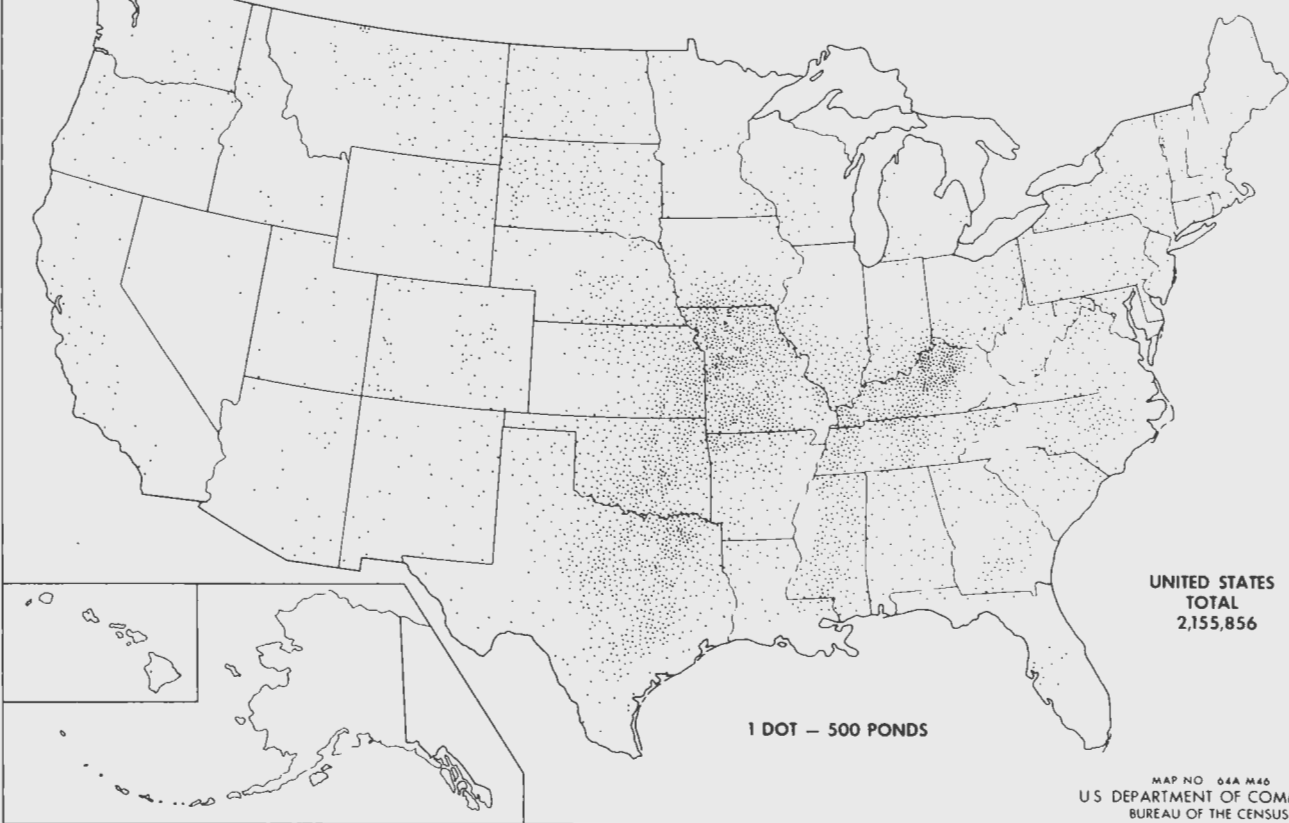 UNITED STATES
TOTAL
2,155,856
1 DOT – 500 PONDS
MAP NO 64A M46
U S DEPARTMENT OF COM
BUREAU OF THE CENSUS